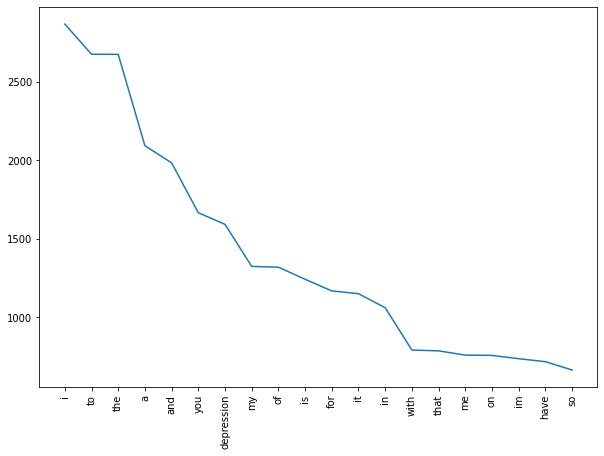 2500
2000
1500
1000
i
to
the
a
and
you
depression
my
of
is
for
it
in
with
that
me
on
im
have
so